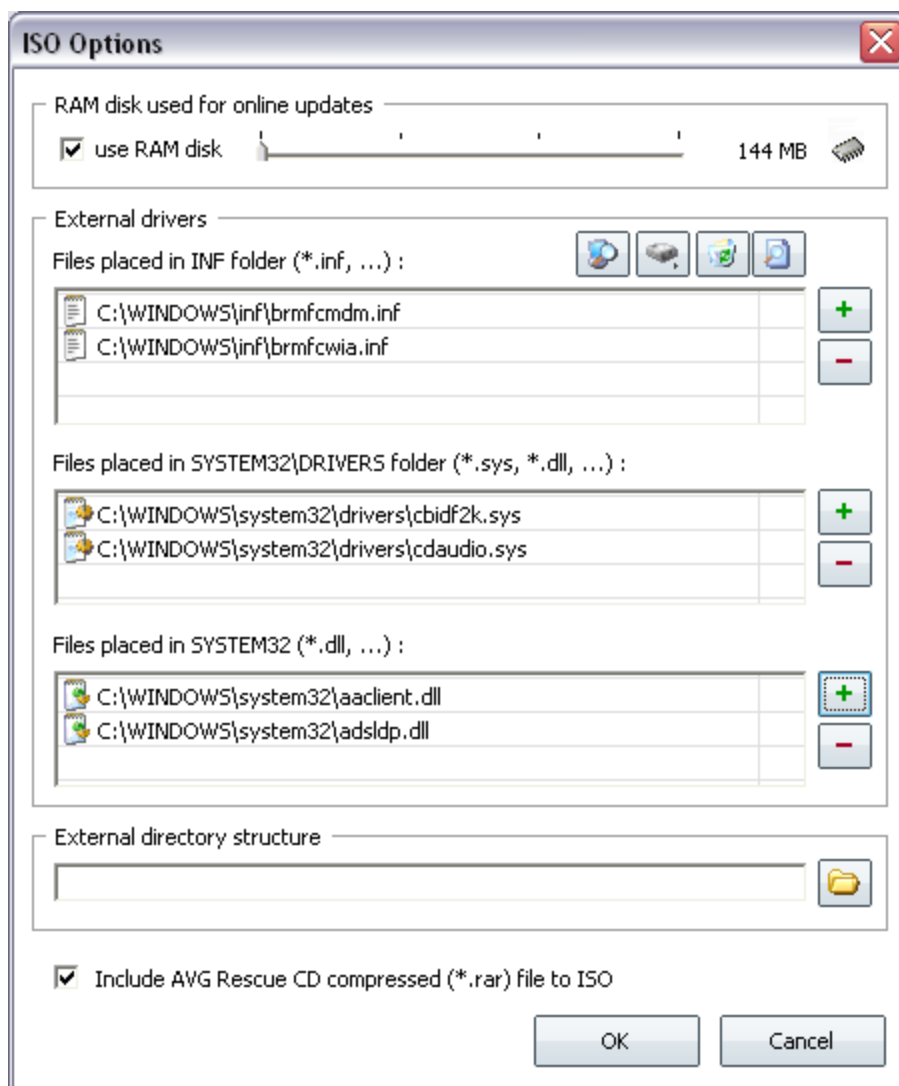 ISO Options
RAM disk used for online updates
use RAM disk 144 MB
External drivers
Files placed in INF folder (*.inf, ...) :
C:\WINDOWS\inf\brmfcmdm.inf
C:\WINDOWS\inf\brmfcwia.inf
Files placed in SYSTEM32\DRIVERS folder (*.sys, *.dll, ...) :
C:\WINDOWS\system32\drivers\cbidf2k.sys
C:\WINDOWS\system32\drivers\cdaudio.sys
Files placed in SYSTEM32 (*.dll, ...) :
C:\WINDOWS\system32\aaclient.dll
C:\WINDOWS\system32\adsldp.dll
External directory structure
Include AVG Rescue CD compressed (*.rar) file to ISO
OK Cancel